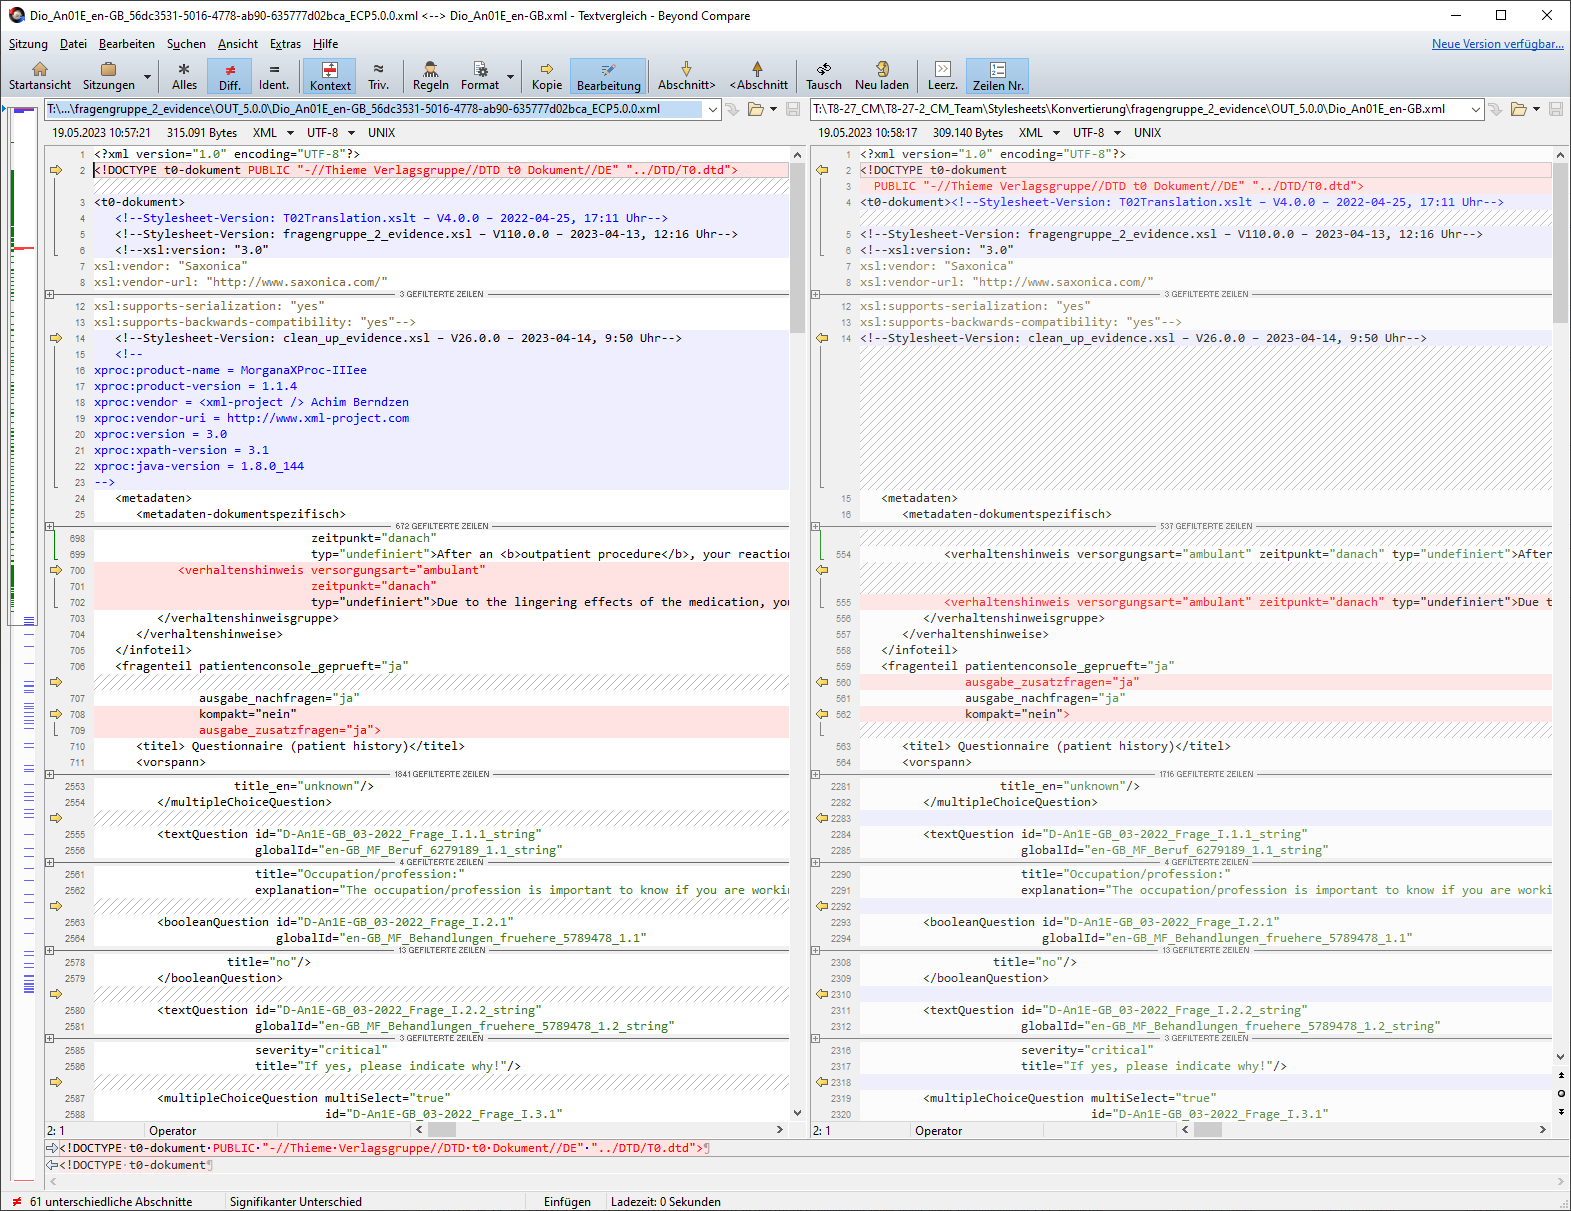 Dio_An01E_en-GB_56dc3531-5016-4778-ab90-635777d02bca_ECP5.0.0.xml <--> Dio_An01E_en-GB.xml - Textvergleich - Beyond Compare
Sitzung Datei Bearbeiten Suchen Ansicht Extras Hilfe Neue Version verfügbar...
Startansicht Sitzungen Alles Diff. Ident. Kontext Triv. Regeln Format Kopie Bearbeitung Abschnitt> <Abschnitt Tausch Neu laden Leerz. Zeilen Nr.
T:\...\fragengruppe_2_evidence\OUT_5.0.0\Dio_An01E_en-GB_56dc3531-5016-4778-ab90-635777d02bca_ECP5.0.0.xml
19.05.2023 10:57:21 315.091 Bytes XML UTF-8 UNIX
1 <?xml version="1.0" encoding="UTF-8"?>
2 <!DOCTYPE t0-dokument PUBLIC "-//Thieme Verlagsgruppe//DTD t0 Dokument//DE" "../DTD/T0.dtd">
3 <t0-dokument>
4 <!--Stylesheet-Version: T02Translation.xslt – V4.0.0 – 2022-04-25, 17:11 Uhr-->
5 <!--Stylesheet-Version: fragengruppe_2_evidence.xsl – V110.0.0 – 2023-04-13, 12:16 Uhr-->
6 <!--xsl:version: "3.0"
7 xsl:vendor: "Saxonica"
8 xsl:vendor-url: "http://www.saxonica.com/"
3 GEFILTERTE ZEILEN
12 xsl:supports-serialization: "yes"
13 xsl:supports-backwards-compatibility: "yes"-->
14 <!--Stylesheet-Version: clean_up_evidence.xsl – V26.0.0 – 2023-04-14, 9:50 Uhr-->
15 <!--
16 xproc:product-name = MorganaXProc-IIIee
17 xproc:product-version = 1.1.4
18 xproc:vendor = <xml-project /> Achim Berndzen
19 xproc:vendor-uri = http://www.xml-project.com
20 xproc:version = 3.0
21 xproc:xpath-version = 3.1
22 xproc:java-version = 1.8.0_144
23 -->
24 <metadaten>
25 <metadaten-dokumentspezifisch>
672 GEFILTERTE ZEILEN
698 zeitpunkt="danach"
699 typ="undefiniert">After an <b>outpatient procedure</b>, your reaction
700 <verhaltenshinweis versorgungsart="ambulant"
701 zeitpunkt="danach"
702 typ="undefiniert">Due to the lingering effects of the medication, you
703 </verhaltenshinweisgruppe>
704 </verhaltenshinweise>
705 </infoteil>
706 <fragenteil patientenconsole_geprueft="ja"
707 ausgabe_nachfragen="ja"
708 kompakt="nein"
709 ausgabe_zusatzfragen="ja">
710 <titel> Questionnaire (patient history)</titel>
711 <vorspann>
1841 GEFILTERTE ZEILEN
2553 title_en="unknown"/>
2554 </multipleChoiceQuestion>
2555 <textQuestion id="D-An1E-GB_03-2022_Frage_I.1.1_string"
2556 globalId="en-GB_MF_Beruf_6279189_1.1_string"
4 GEFILTERTE ZEILEN
2561 title="Occupation/profession:"
2562 explanation="The occupation/profession is important to know if you are worki
2563 <booleanQuestion id="D-An1E-GB_03-2022_Frage_I.2.1"
2564 globalId="en-GB_MF_Behandlungen_fruehere_5789478_1.1"
13 GEFILTERTE ZEILEN
2578 title="no"/>
2579 </booleanQuestion>
2580 <textQuestion id="D-An1E-GB_03-2022_Frage_I.2.2_string"
2581 globalId="en-GB_MF_Behandlungen_fruehere_5789478_1.2_string"
3 GEFILTERTE ZEILEN
2585 severity="critical"
2586 title="If yes, please indicate why!"/>
2587 <multipleChoiceQuestion multiSelect="true"
2588 id="D-An1E-GB_03-2022_Frage_I.3.1"
2: 1 Operator
T:\T8-27_CM\T8-27-2_CM_Team\Stylesheets\Konvertierung\fragengruppe_2_evidence\OUT_5.0.0\Dio_An01E_en-GB.xml
19.05.2023 10:58:17 309.140 Bytes XML UTF-8 UNIX
1 <?xml version="1.0" encoding="UTF-8"?>
2 <!DOCTYPE t0-dokument
3 PUBLIC "-//Thieme Verlagsgruppe//DTD t0 Dokument//DE" "../DTD/T0.dtd">
4 <t0-dokument><!--Stylesheet-Version: T02Translation.xslt – V4.0.0 – 2022-04-25, 17:11 Uhr-->
5 <!--Stylesheet-Version: fragengruppe_2_evidence.xsl – V110.0.0 – 2023-04-13, 12:16 Uhr-->
6 <!--xsl:version: "3.0"
7 xsl:vendor: "Saxonica"
8 xsl:vendor-url: "http://www.saxonica.com/"
3 GEFILTERTE ZEILEN
12 xsl:supports-serialization: "yes"
13 xsl:supports-backwards-compatibility: "yes"-->
14 <!--Stylesheet-Version: clean_up_evidence.xsl – V26.0.0 – 2023-04-14, 9:50 Uhr-->
15 <metadaten>
16 <metadaten-dokumentspezifisch>
537 GEFILTERTE ZEILEN
554 <verhaltenshinweis versorgungsart="ambulant" zeitpunkt="danach" typ="undefiniert">After
555 <verhaltenshinweis versorgungsart="ambulant" zeitpunkt="danach" typ="undefiniert">Due t
556 </verhaltenshinweisgruppe>
557 </verhaltenshinweise>
558 </infoteil>
559 <fragenteil patientenconsole_geprueft="ja"
560 ausgabe_zusatzfragen="ja"
561 ausgabe_nachfragen="ja"
562 kompakt="nein">
563 <titel> Questionnaire (patient history)</titel>
564 <vorspann>
1716 GEFILTERTE ZEILEN
2281 title_en="unknown"/>
2282 </multipleChoiceQuestion>
2283
2284 <textQuestion id="D-An1E-GB_03-2022_Frage_I.1.1_string"
2285 globalId="en-GB_MF_Beruf_6279189_1.1_string"
4 GEFILTERTE ZEILEN
2290 title="Occupation/profession:"
2291 explanation="The occupation/profession is important to know if you are worki
2292
2293 <booleanQuestion id="D-An1E-GB_03-2022_Frage_I.2.1"
2294 globalId="en-GB_MF_Behandlungen_fruehere_5789478_1.1"
13 GEFILTERTE ZEILEN
2308 title="no"/>
2309 </booleanQuestion>
2310
2311 <textQuestion id="D-An1E-GB_03-2022_Frage_I.2.2_string"
2312 globalId="en-GB_MF_Behandlungen_fruehere_5789478_1.2_string"
3 GEFILTERTE ZEILEN
2316 severity="critical"
2317 title="If yes, please indicate why!"/>
2318
2319 <multipleChoiceQuestion multiSelect="true"
2320 id="D-An1E-GB_03-2022_Frage_I.3.1"
2: 1 Operator
<!DOCTYPE·t0-dokument·PUBLIC·"-//Thieme·Verlagsgruppe//DTD·t0·Dokument//DE"·"../DTD/T0.dtd">¶
<!DOCTYPE·t0-dokument¶
61 unterschiedliche Abschnitte Signifikanter Unterschied Einfügen Ladezeit: 0 Sekunden